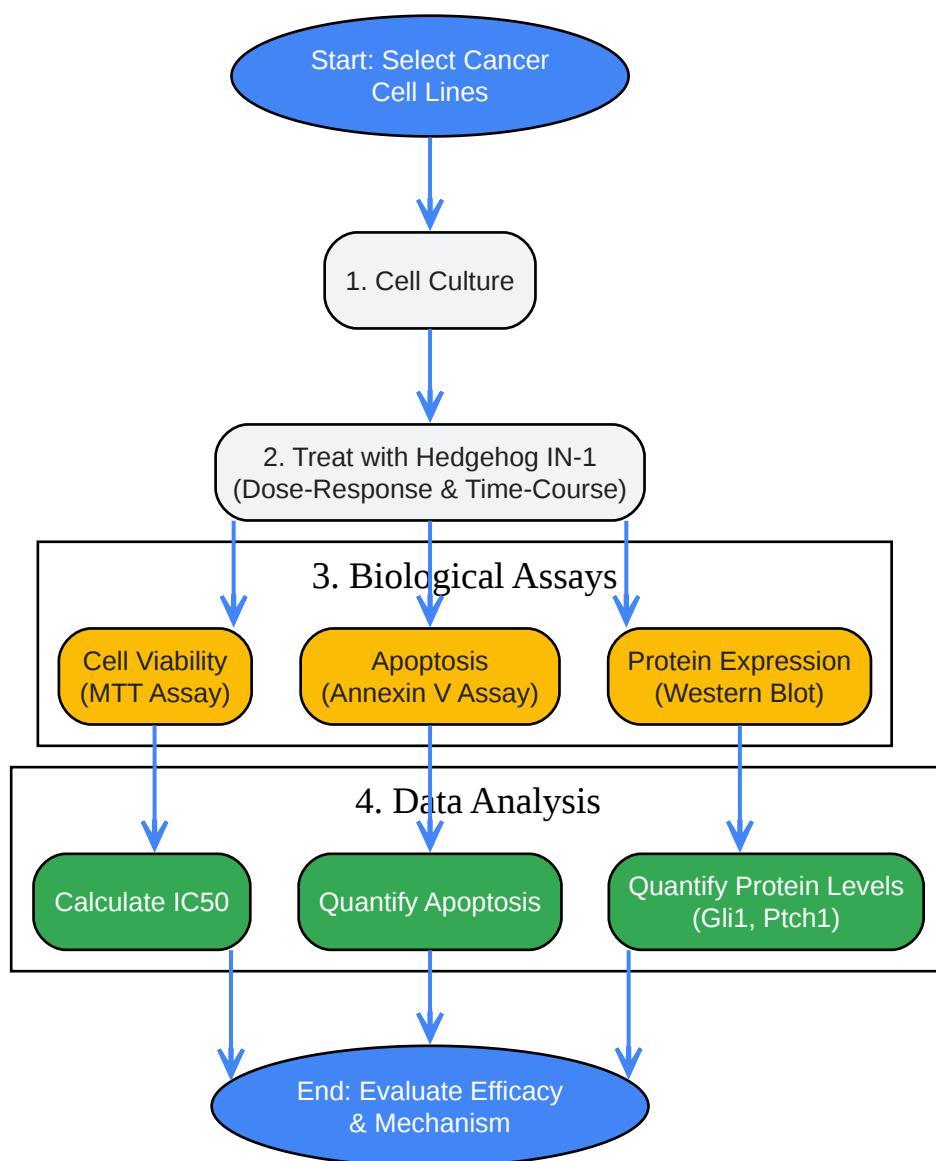 Start: Select Cancer
Cell Lines
1. Cell Culture
2. Treat with Hedgehog IN-1
(Dose-Response & Time-Course)
3. Biological Assays
Cell Viability
(MTT Assay)
Apoptosis
(Annexin V Assay)
Protein Expression
(Western Blot)
4. Data Analysis
Calculate IC50
Quantify Apoptosis
Quantify Protein Levels
(Gli1, Ptch1)
End: Evaluate Efficacy
& Mechanism